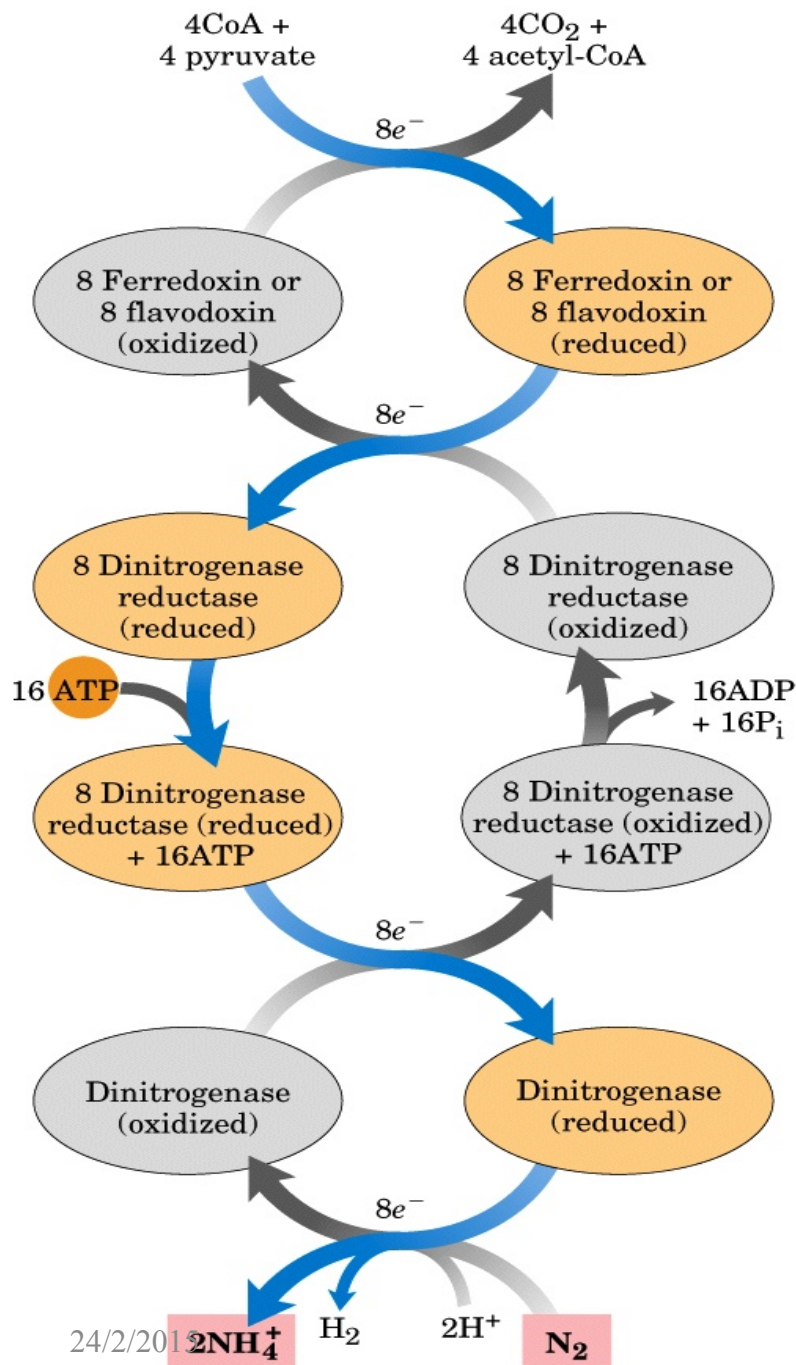 4CoA +
4 pyruvate
4CO₂ +
4 acetyl-CoA
8e⁻
8 Ferredoxin or
8 flavodoxin
(oxidized)
8 Ferredoxin or
8 flavodoxin
(reduced)
8e⁻
8 Dinitrogenase
reductase
(reduced)
8 Dinitrogenase
reductase
(oxidized)
16 ATP
16ADP
+ 16Pᵢ
8 Dinitrogenase
reductase (reduced)
+ 16ATP
8 Dinitrogenase
reductase (oxidized)
+ 16ATP
8e⁻
Dinitrogenase
(oxidized)
Dinitrogenase
(reduced)
8e⁻
2NH₄⁺
H₂
2H⁺
N₂